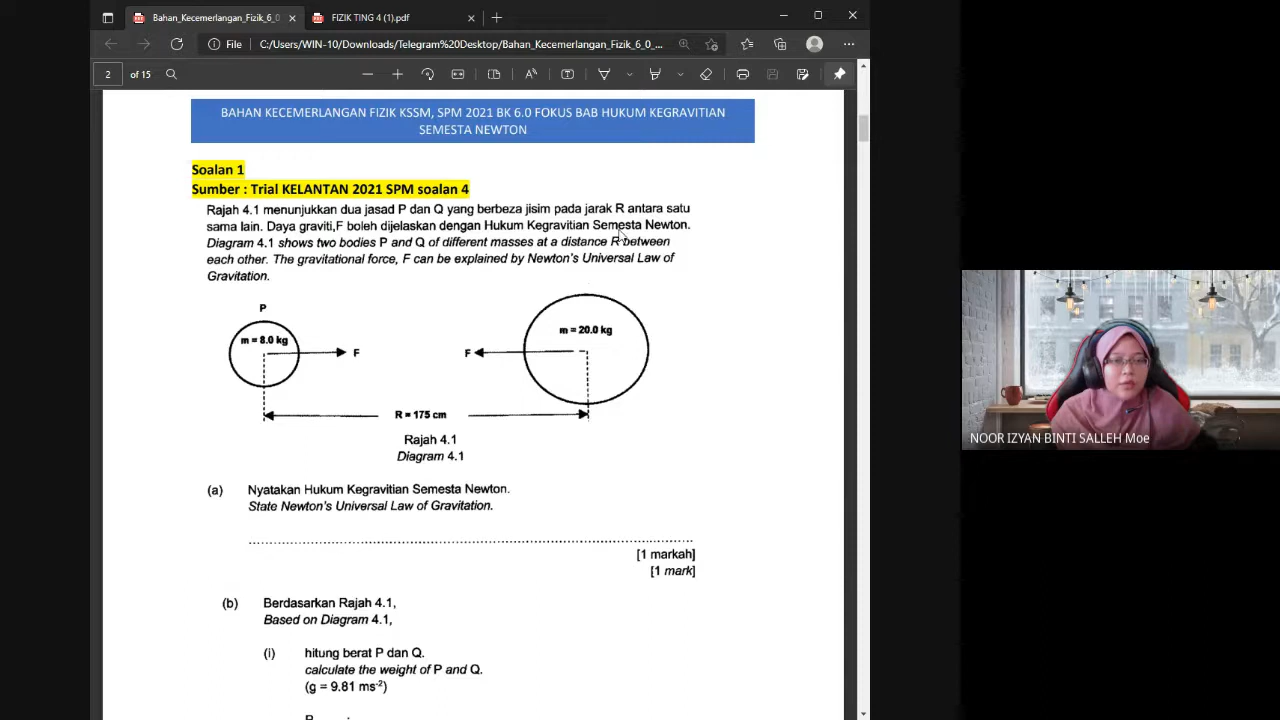 Bahan_Kecemerlangan_Fizik_6_0
FIZIK TING 4 (1).pdf
File
C:/Users/WIN-10/Downloads/Telegram%20Desktop/Bahan_Kecemerlangan_Fizik_6_0_...
2 of 15
BAHAN KECEMERLANGAN FIZIK KSSM, SPM 2021 BK 6.0 FOKUS BAB HUKUM KEGRAVITIAN
SEMESTA NEWTON
Soalan 1
Sumber : Trial KELANTAN 2021 SPM soalan 4
Rajah 4.1 menunjukkan dua jasad P dan Q yang berbeza jisim pada jarak R antara satu
sama lain. Daya graviti,F boleh dijelaskan dengan Hukum Kegravitian Semesta Newton.
Diagram 4.1 shows two bodies P and Q of different masses at a distance R between
each other. The gravitational force, F can be explained by Newton's Universal Law of
Gravitation.
P
m = 8.0 kg
F
F
m = 20.0 kg
R = 175 cm
Rajah 4.1
Diagram 4.1
(a) Nyatakan Hukum Kegravitian Semesta Newton.
State Newton's Universal Law of Gravitation.
[1 markah]
[1 mark]
(b) Berdasarkan Rajah 4.1,
Based on Diagram 4.1,
(i) hitung berat P dan Q.
calculate the weight of P and Q.
(g = 9.81 ms⁻²)
P :
NOOR IZYAN BINTI SALLEH Moe